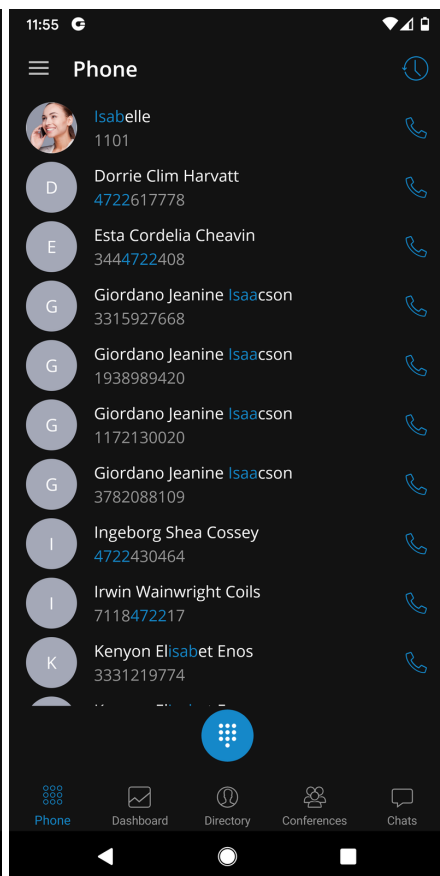 11:55
Phone
Isabelle
1101
D
Dorrie Clim Harvatt
4722617778
E
Esta Cordelia Cheavin
3444722408
G
Giordano Jeanine Isaacson
3315927668
G
Giordano Jeanine Isaacson
1938989420
G
Giordano Jeanine Isaacson
1172130020
G
Giordano Jeanine Isaacson
3782088109
I
Ingeborg Shea Cossey
4722430464
I
Irwin Wainwright Coils
7118472217
K
Kenyon Elisabet Enos
3331219774
Phone
Dashboard
Directory
Conferences
Chats